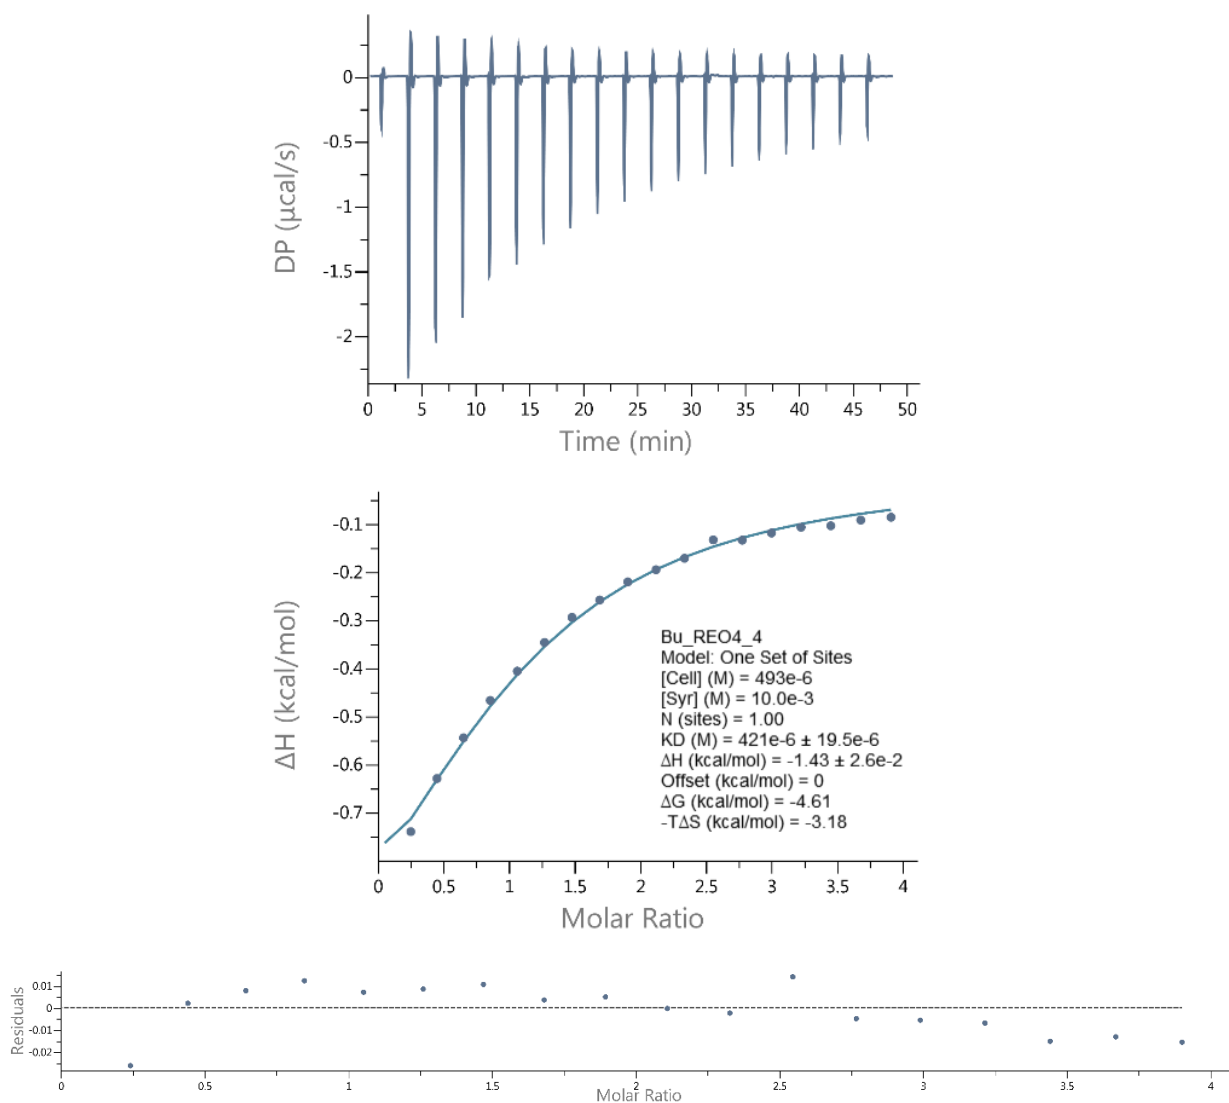 0
-0.5
-1
-1.5
-2
DP (µcal/s)
0 5 10 15 20 25 30 35 40 45 50
Time (min)
-0.1
-0.2
-0.3
-0.4
-0.5
-0.6
-0.7
ΔH (kcal/mol)
Bu_REO4_4
Model: One Set of Sites
[Cell] (M) = 493e-6
[Syr] (M) = 10.0e-3
N (sites) = 1.00
KD (M) = 421e-6 ± 19.5e-6
ΔH (kcal/mol) = -1.43 ± 2.6e-2
Offset (kcal/mol) = 0
ΔG (kcal/mol) = -4.61
-TΔS (kcal/mol) = -3.18
0 0.5 1 1.5 2 2.5 3 3.5 4
Molar Ratio
0.01
0
-0.01
-0.02
Residuals
0 0.5 1 1.5 2 2.5 3 3.5 4
Molar Ratio